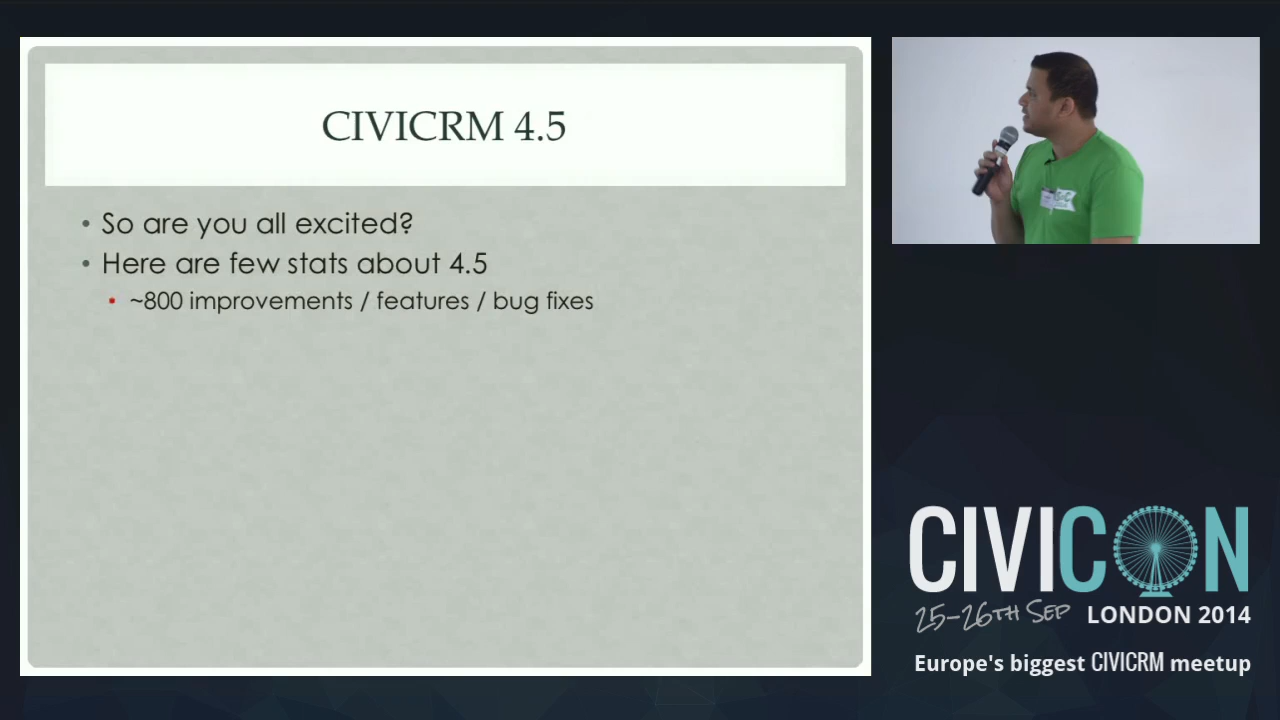 CIVICRM 4.5
• So are you all excited?
• Here are few stats about 4.5
• ~800 improvements / features / bug fixes
CIVICON
25-26TH SEP LONDON 2014
Europe's biggest CIVICRM meetup